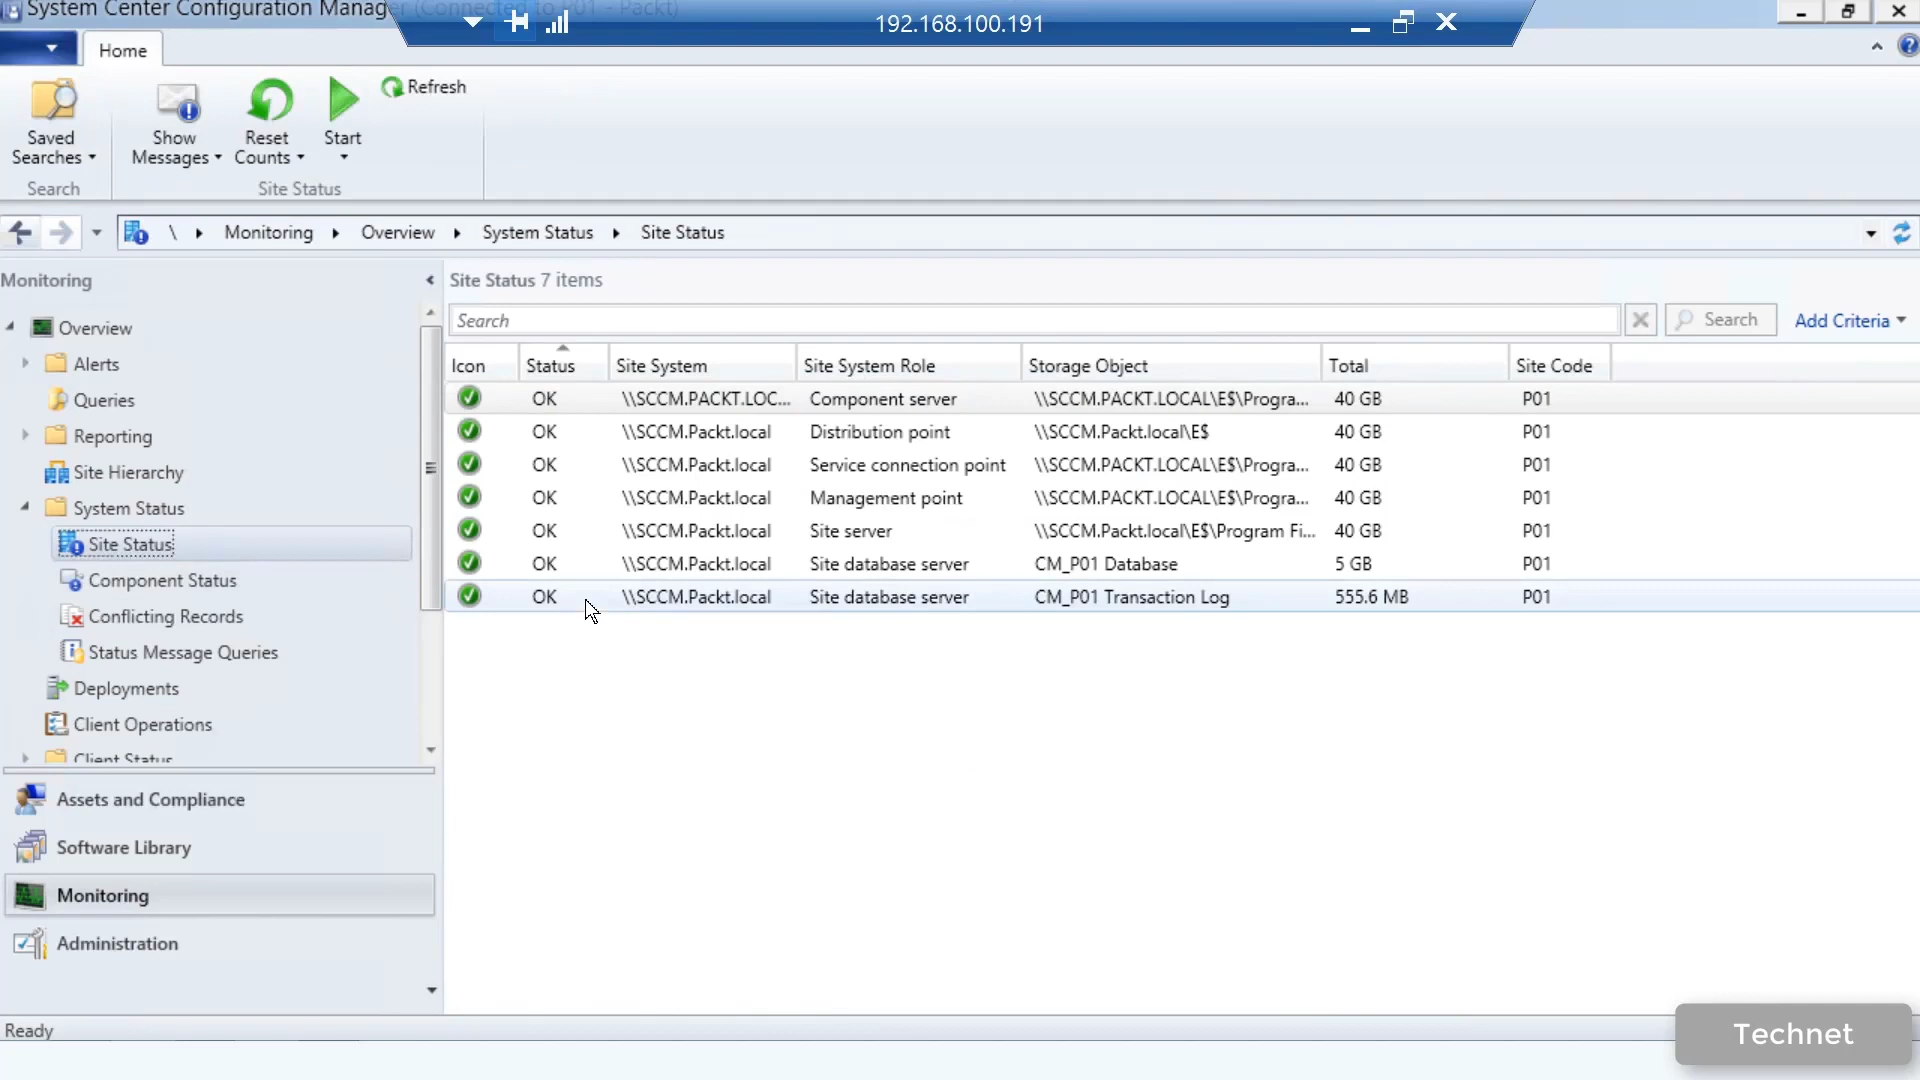 System Center Configuration Manager (Connected to P01 - Packt)
192.168.100.191
Home
Saved Searches
Show Messages
Reset Counts
Start
Refresh
Search
Site Status
\ Monitoring Overview System Status Site Status
Monitoring
Overview
Alerts
Queries
Reporting
Site Hierarchy
System Status
Site Status
Component Status
Conflicting Records
Status Message Queries
Deployments
Client Operations
Client Status
Assets and Compliance
Software Library
Monitoring
Administration
Site Status 7 items
Search
Search
Add Criteria
Icon Status Site System Site System Role Storage Object Total Site Code
OK \\SCCM.PACKT.LOC... Component server \\SCCM.PACKT.LOCAL\E$\Progra... 40 GB P01
OK \\SCCM.Packt.local Distribution point \\SCCM.Packt.local\E$ 40 GB P01
OK \\SCCM.Packt.local Service connection point \\SCCM.PACKT.LOCAL\E$\Progra... 40 GB P01
OK \\SCCM.Packt.local Management point \\SCCM.PACKT.LOCAL\E$\Progra... 40 GB P01
OK \\SCCM.Packt.local Site server \\SCCM.Packt.local\E$\Program Fi... 40 GB P01
OK \\SCCM.Packt.local Site database server CM_P01 Database 5 GB P01
OK \\SCCM.Packt.local Site database server CM_P01 Transaction Log 555.6 MB P01
Ready
Technet